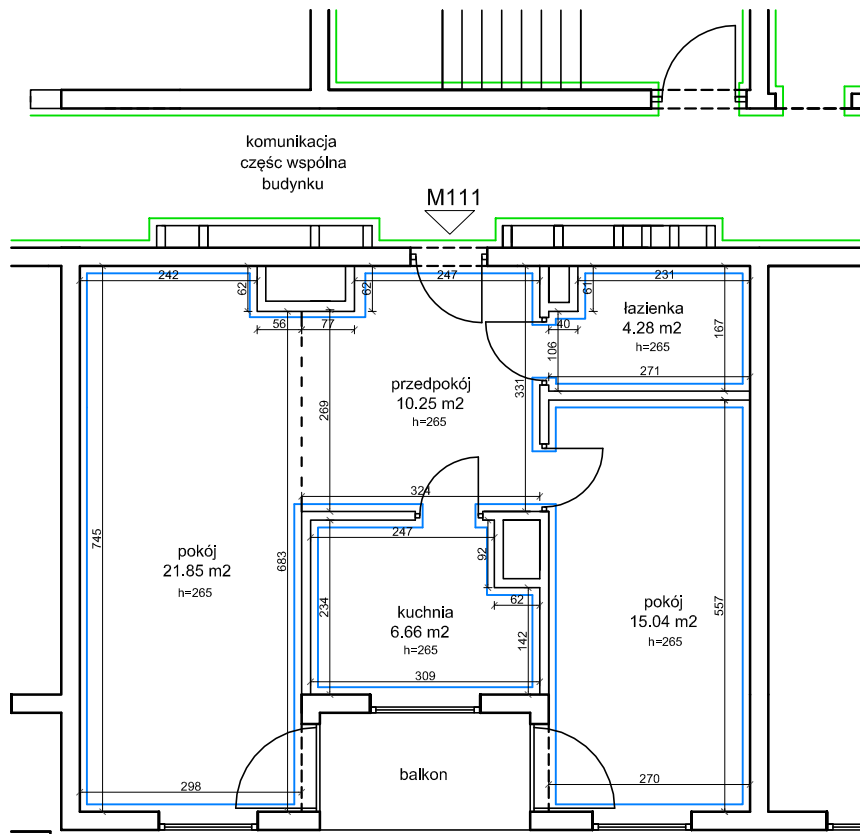 komunikacja
częśc wspólna
budynku
M111
242
247
231
62
62
61
56
77
40
łazienka
4.28 m2
h=265
167
106
271
przedpokój
10.25 m2
h=265
331
269
324
247
92
745
pokój
21.85 m2
h=265
683
234
62
kuchnia
6.66 m2
h=265
142
pokój
15.04 m2
h=265
557
309
balkon
298
270